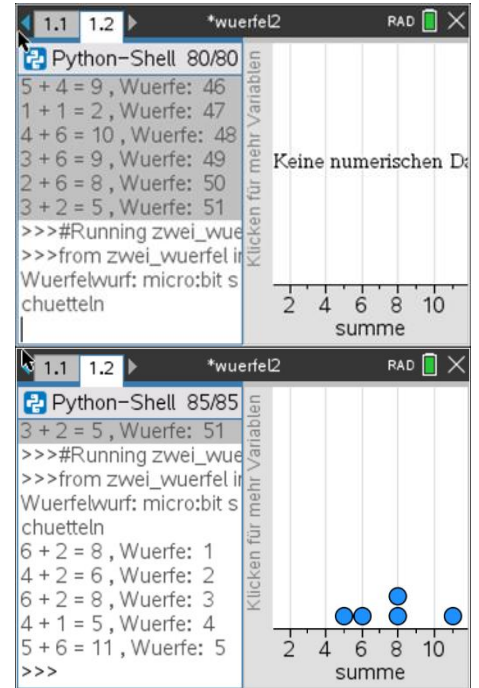 1.1 1.2 *wuerfel2 RAD
Python-Shell 80/80
5 + 4 = 9 , Wuerfe: 46
1 + 1 = 2 , Wuerfe: 47
4 + 6 = 10 , Wuerfe: 48
3 + 6 = 9 , Wuerfe: 49
2 + 6 = 8 , Wuerfe: 50
3 + 2 = 5 , Wuerfe: 51
>>>#Running zwei_wue
>>>from zwei_wuerfel i
Wuerfelwurf: micro:bit s
chuetteln
Klicken für mehr Variablen
Keine numerischen Da
2 4 6 8 10
summe
1.1 1.2 *wuerfel2 RAD
Python-Shell 85/85
3 + 2 = 5 , Wuerfe: 51
>>>#Running zwei_wue
>>>from zwei_wuerfel i
Wuerfelwurf: micro:bit s
chuetteln
6 + 2 = 8 , Wuerfe: 1
4 + 2 = 6 , Wuerfe: 2
6 + 2 = 8 , Wuerfe: 3
4 + 1 = 5 , Wuerfe: 4
5 + 6 = 11 , Wuerfe: 5
>>>
Klicken für mehr Variablen
2 4 6 8 10
summe